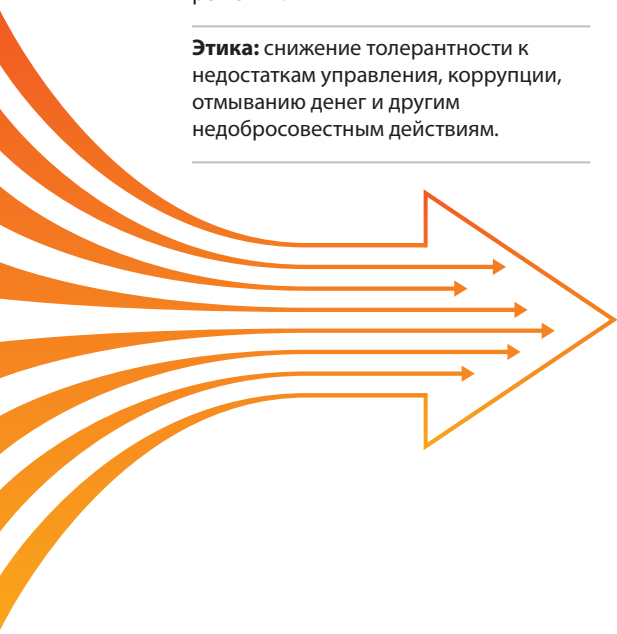 Этика: снижение толерантности к
недостаткам управления, коррупции,
отмыванию денег и другим
недобросовестным действиям.